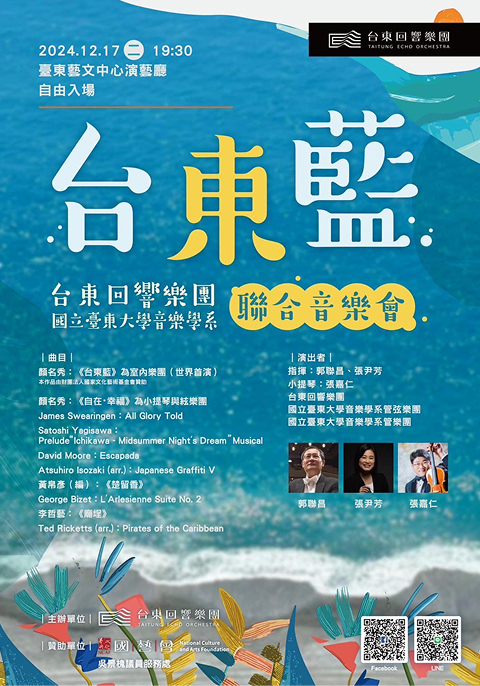 台東回響樂團
TAITUNG ECHO ORCHESTRA
2024.12.17 二 19:30
臺東藝文中心演藝廳
自由入場
台東藍
台東回響樂團
國立臺東大學音樂學系
聯合音樂會
｜曲目｜
顏名秀：《台東藍》為室內樂團（世界首演）
本作品由財團法人國家文化藝術基金會贊助
顏名秀：《自在·幸福》為小提琴與絃樂團
James Swearingen：All Glory Told
Satoshi Yagisawa：
Prelude"Ichikawa - Midsummer Night's Dream"Musical
David Moore：Escapada
Atsuhiro Isozaki (arr.)：Japanese Graffiti V
黃帛彥（編）：《楚留香》
George Bizet：L'Arlesienne Suite No. 2
李哲藝：《廟埕》
Ted Ricketts (arr.)：Pirates of the Caribbean
｜演出者｜
指揮：郭聯昌、張尹芳
小提琴：張嘉仁
台東回響樂團
國立臺東大學音樂學系管弦樂團
國立臺東大學音樂學系管樂團
郭聯昌
張尹芳
張嘉仁
｜主辦單位｜
台東回響樂團
TAITUNG ECHO ORCHESTRA
｜贊助單位｜
國藝會
National Culture
and Arts Foundation
吳景槐議員服務處
Facebook
LINE